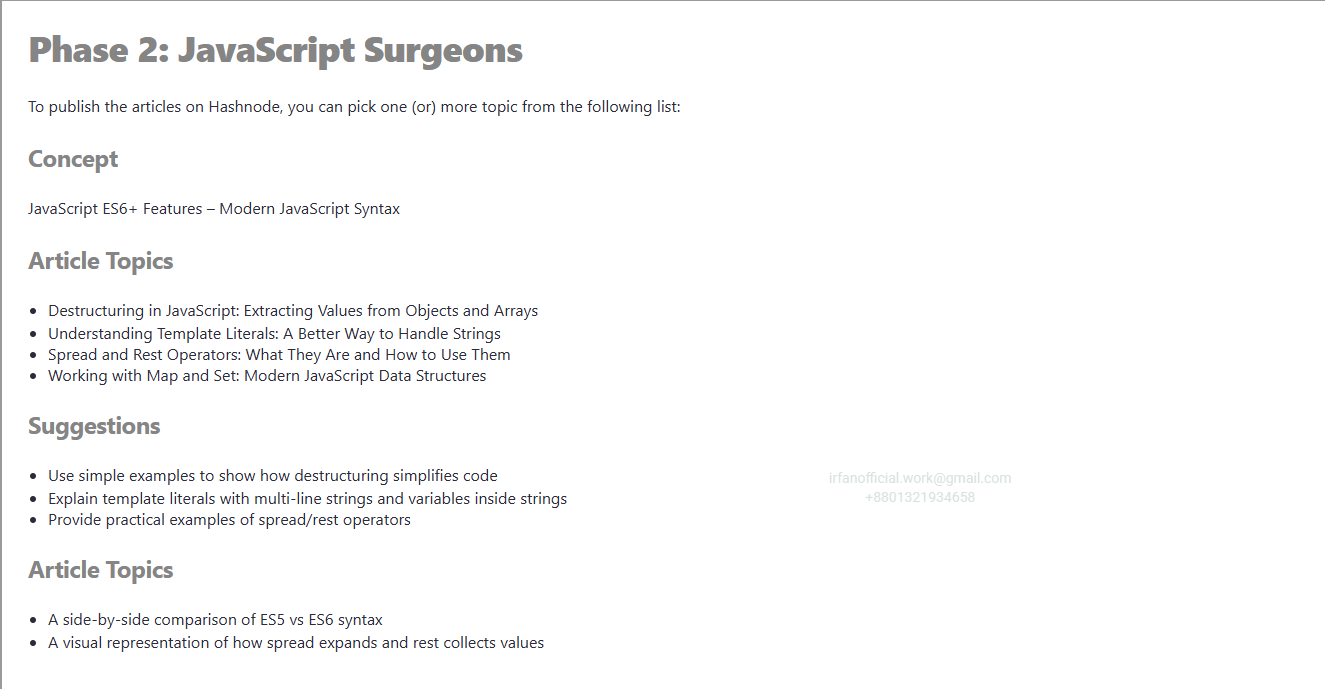 Phase 2: JavaScript Surgeons
To publish the articles on Hashnode, you can pick one (or) more topic from the following list:
Concept
JavaScript ES6+ Features – Modern JavaScript Syntax
Article Topics
• Destructuring in JavaScript: Extracting Values from Objects and Arrays
• Understanding Template Literals: A Better Way to Handle Strings
• Spread and Rest Operators: What They Are and How to Use Them
• Working with Map and Set: Modern JavaScript Data Structures
Suggestions
• Use simple examples to show how destructuring simplifies code
• Explain template literals with multi-line strings and variables inside strings
• Provide practical examples of spread/rest operators
irfanofficial.work@gmail.com
+8801321934658
Article Topics
• A side-by-side comparison of ES5 vs ES6 syntax
• A visual representation of how spread expands and rest collects values